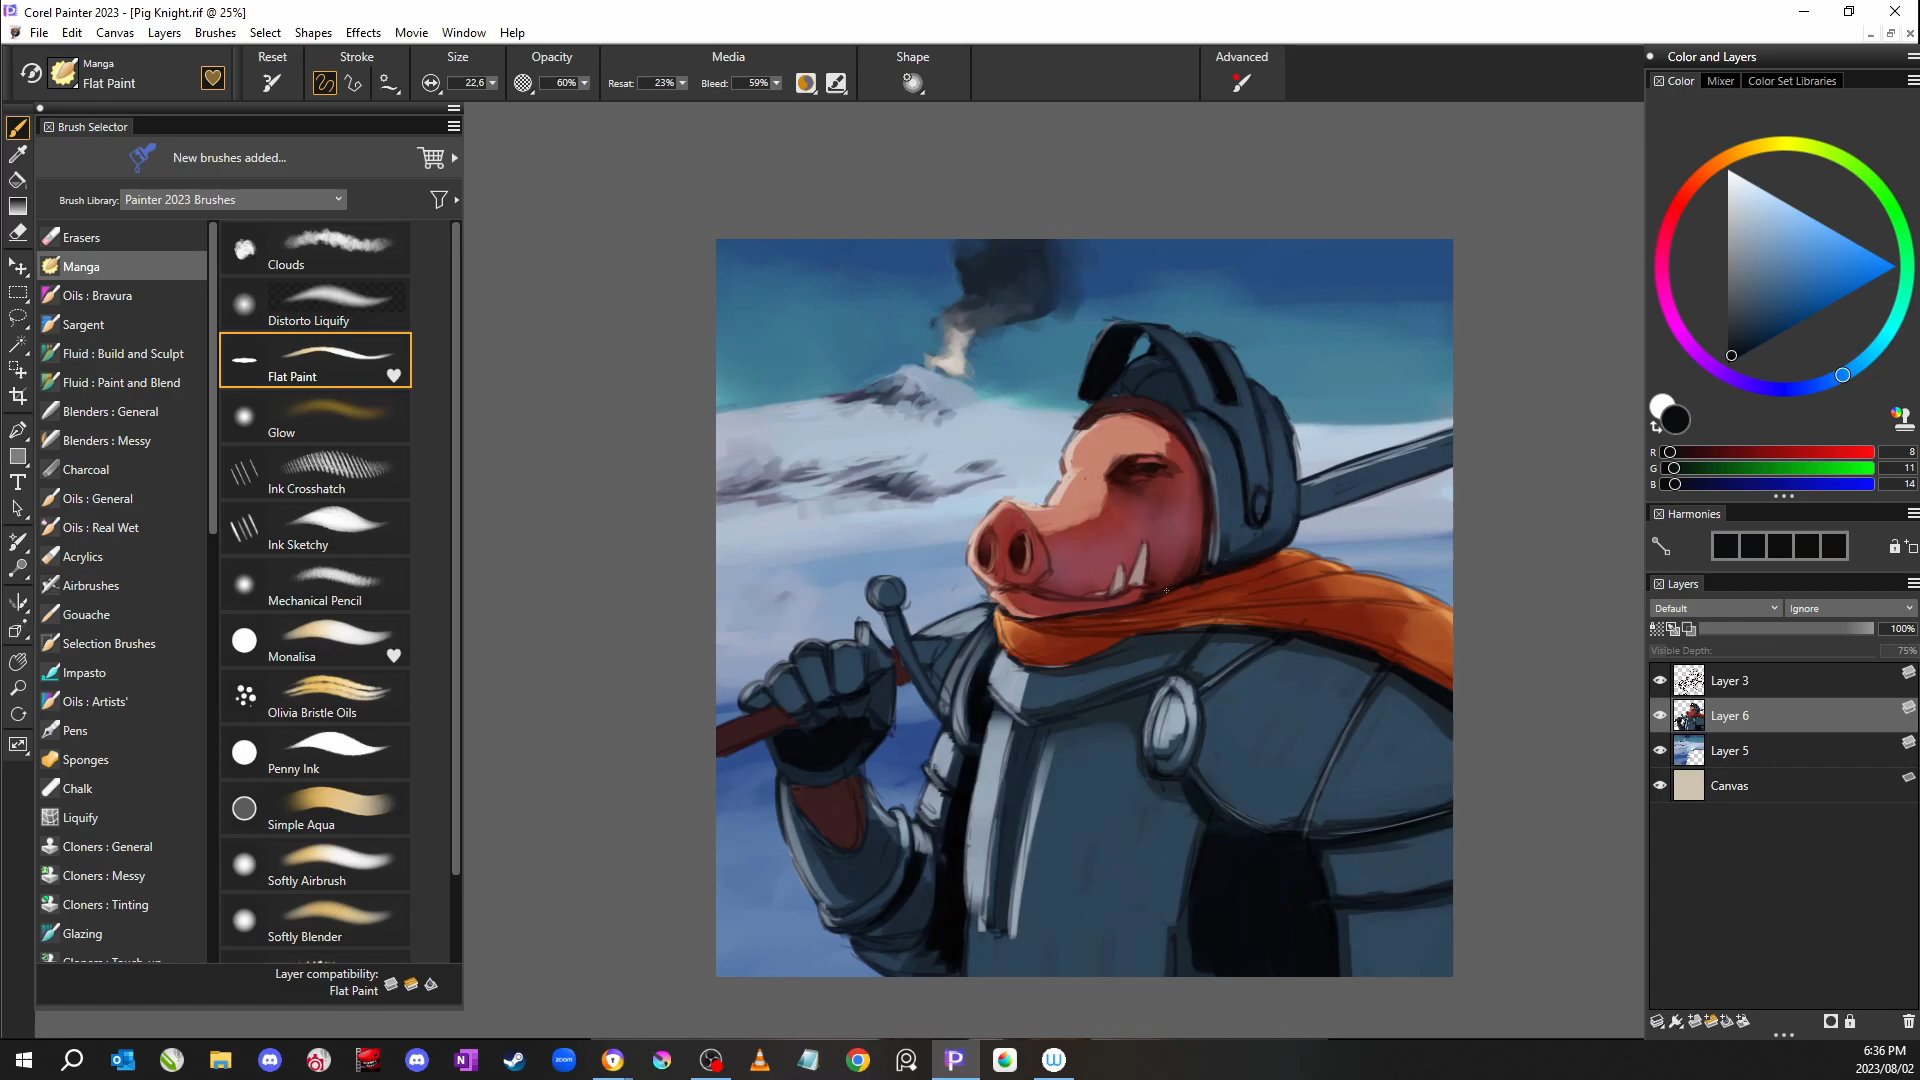 Corel Painter 2023 - [Pig Knight.rif @ 25%]
File Edit Canvas Layers Brushes Select Shapes Effects Movie Window Help
Manga
Flat Paint
Reset
Stroke
Size
22,6
Opacity
60%
Media
Resat: 23%
Bleed: 59%
Shape
Advanced
Brush Selector
New brushes added...
Brush Library: Painter 2023 Brushes
Erasers
Manga
Oils : Bravura
Sargent
Fluid : Build and Sculpt
Fluid : Paint and Blend
Blenders : General
Blenders : Messy
Charcoal
Oils : General
Oils : Real Wet
Acrylics
Airbrushes
Gouache
Selection Brushes
Impasto
Oils : Artists'
Pens
Sponges
Chalk
Liquify
Cloners : General
Cloners : Messy
Cloners : Tinting
Glazing
Clouds
Distorto Liquify
Flat Paint
Glow
Ink Crosshatch
Ink Sketchy
Mechanical Pencil
Monalisa
Olivia Bristle Oils
Penny Ink
Simple Aqua
Softly Airbrush
Softly Blender
Layer compatibility:
Flat Paint
Color and Layers
Color Mixer Color Set Libraries
R 8
G 11
B 14
Harmonies
Layers
Default Ignore
100%
Visible Depth: 75%
Layer 3
Layer 6
Layer 5
Canvas
zoom
6:36 PM
2023/08/02